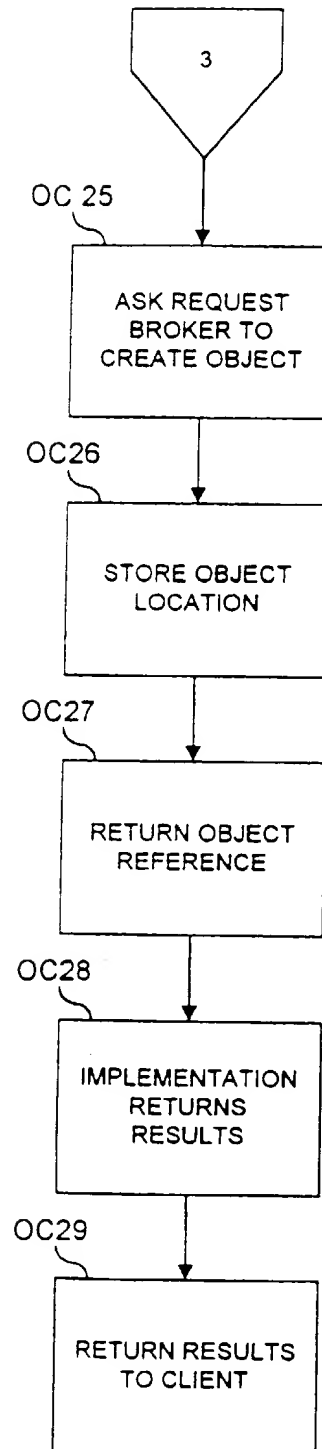 3
OC 25
ASK REQUEST
BROKER TO
CREATE OBJECT
OC26
STORE OBJECT
LOCATION
OC27
RETURN OBJECT
REFERENCE
OC28
IMPLEMENTATION
RETURNS
RESULTS
OC29
RETURN RESULTS
TO CLIENT